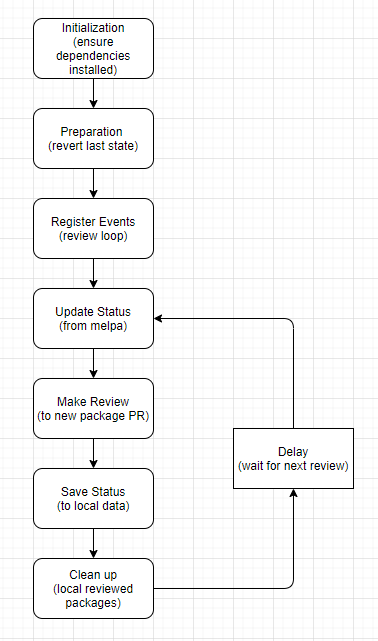 Initialization
(ensure
dependencies
installed)
Preparation
(revert last state)
Register Events
(review loop)
Update Status
(from melpa)
Make Review
(to new package PR)
Delay
(wait for next review)
Save Status
(to local data)
Clean up
(local reviewed
packages)